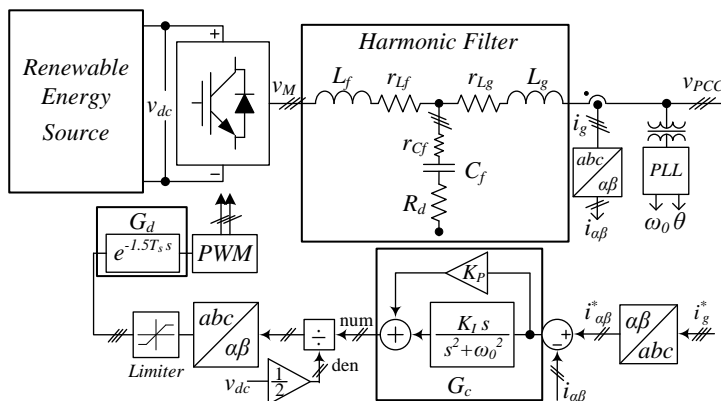 Renewable
Energy
Source
v_dc
+
−
v_M
Harmonic Filter
L_f
r_Lf
r_Lg
L_g
r_Cf
C_f
R_d
i_g
abc
αβ
i_αβ
v_PCC
PLL
ω_0 θ
G_d
e^{-1.5T_s s}
PWM
Limiter
abc
αβ
num
÷
den
v_dc
1/2
K_P
+
K_I s
s^2+ω_0^2
G_c
+
−
i_αβ
i^*_αβ
αβ
abc
i^*_g